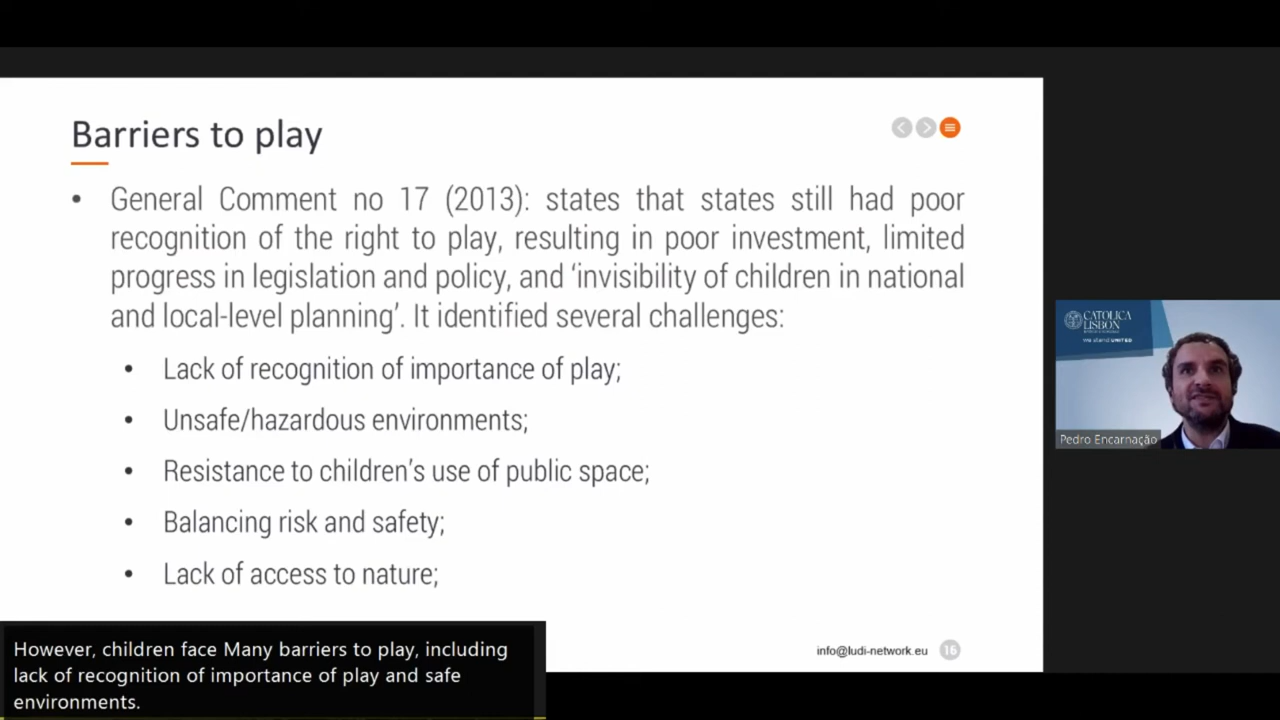 Barriers to play
• General Comment no 17 (2013): states that states still had poor
recognition of the right to play, resulting in poor investment, limited
progress in legislation and policy, and ‘invisibility of children in national
and local-level planning’. It identified several challenges:
• Lack of recognition of importance of play;
• Unsafe/hazardous environments;
• Resistance to children’s use of public space;
• Balancing risk and safety;
• Lack of access to nature;
info@ludi-network.eu 16
CATOLICA
LISBON
we stand UNITED
Pedro Encarnação
However, children face Many barriers to play, including
lack of recognition of importance of play and safe
environments.